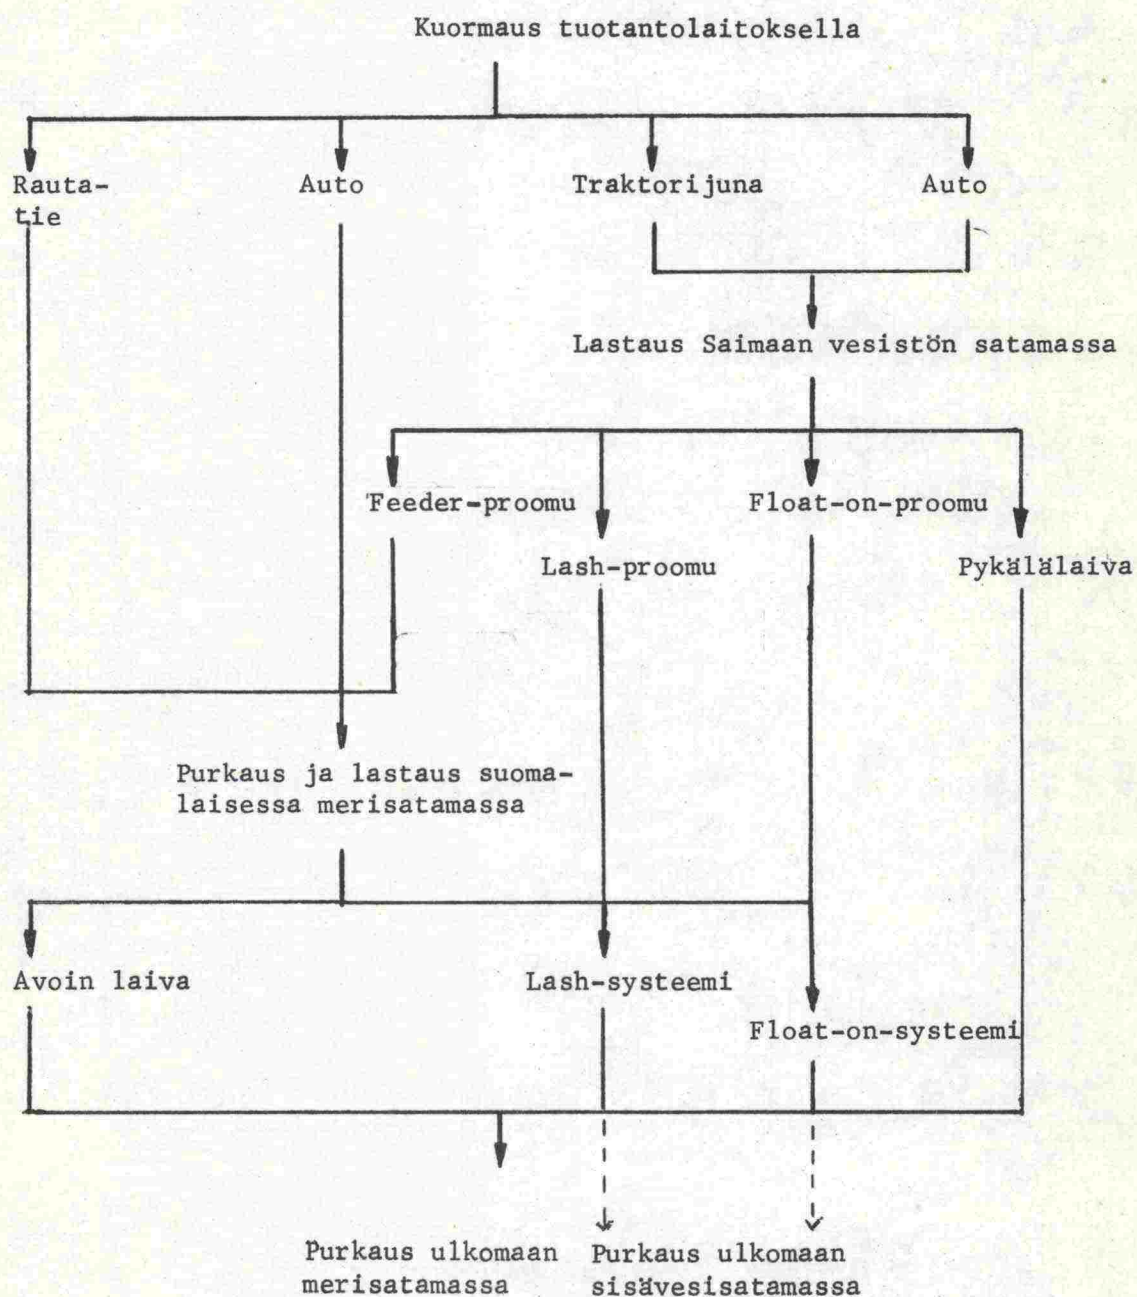 Kuormaus tuotantolaitoksella
Rauta-
tie
Auto
Traktorijuna
Auto
Lastaus Saimaan vesistön satamassa
Feeder-proomu
Float-on-proomu
Lash-proomu
Pykälälaiva
Purkaus ja lastaus suoma-
laisessa merisatamassa
Avoin laiva
Lash-systeemi
Float-on-systeemi
Purkaus ulkomaan
merisatamassa
Purkaus ulkomaan
sisävesisatamassa